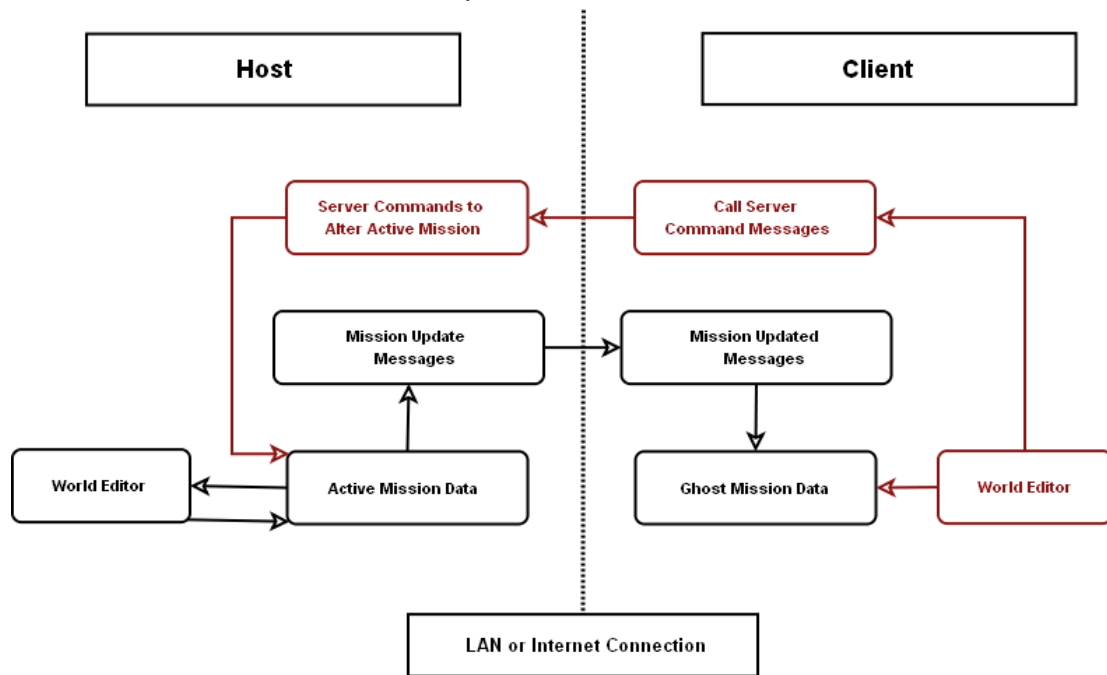 Host
Client
Server Commands to
Alter Active Mission
Call Server
Command Messages
Mission Update
Messages
Mission Updated
Messages
World Editor
Active Mission Data
Ghost Mission Data
World Editor
LAN or Internet Connection